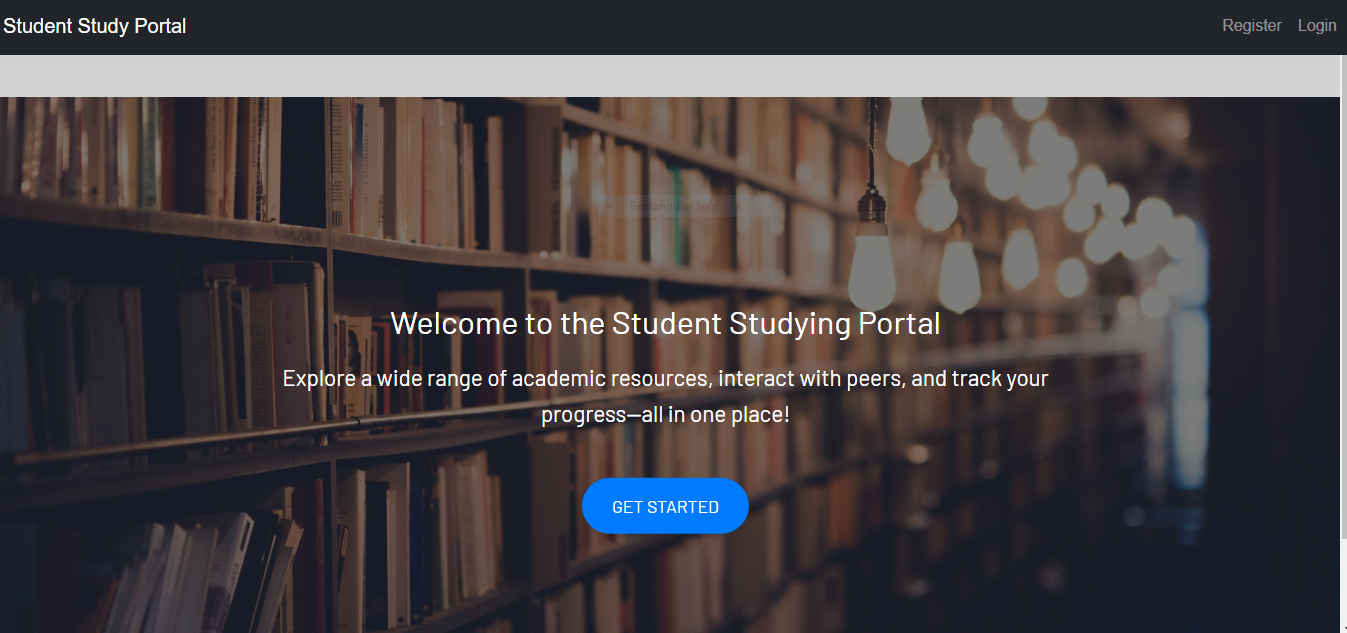 Student Study Portal
Register
Login
Rectangular Snip
Welcome to the Student Studying Portal
Explore a wide range of academic resources, interact with peers, and track your
progress—all in one place!
GET STARTED